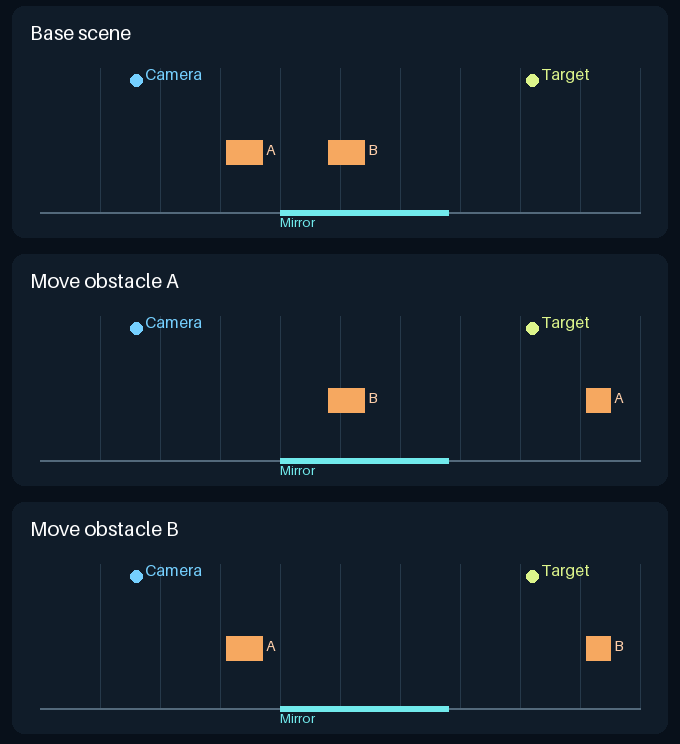 Base scene
Camera
Target
A
B
Mirror
Move obstacle A
Camera
Target
B
A
Mirror
Move obstacle B
Camera
Target
A
B
Mirror